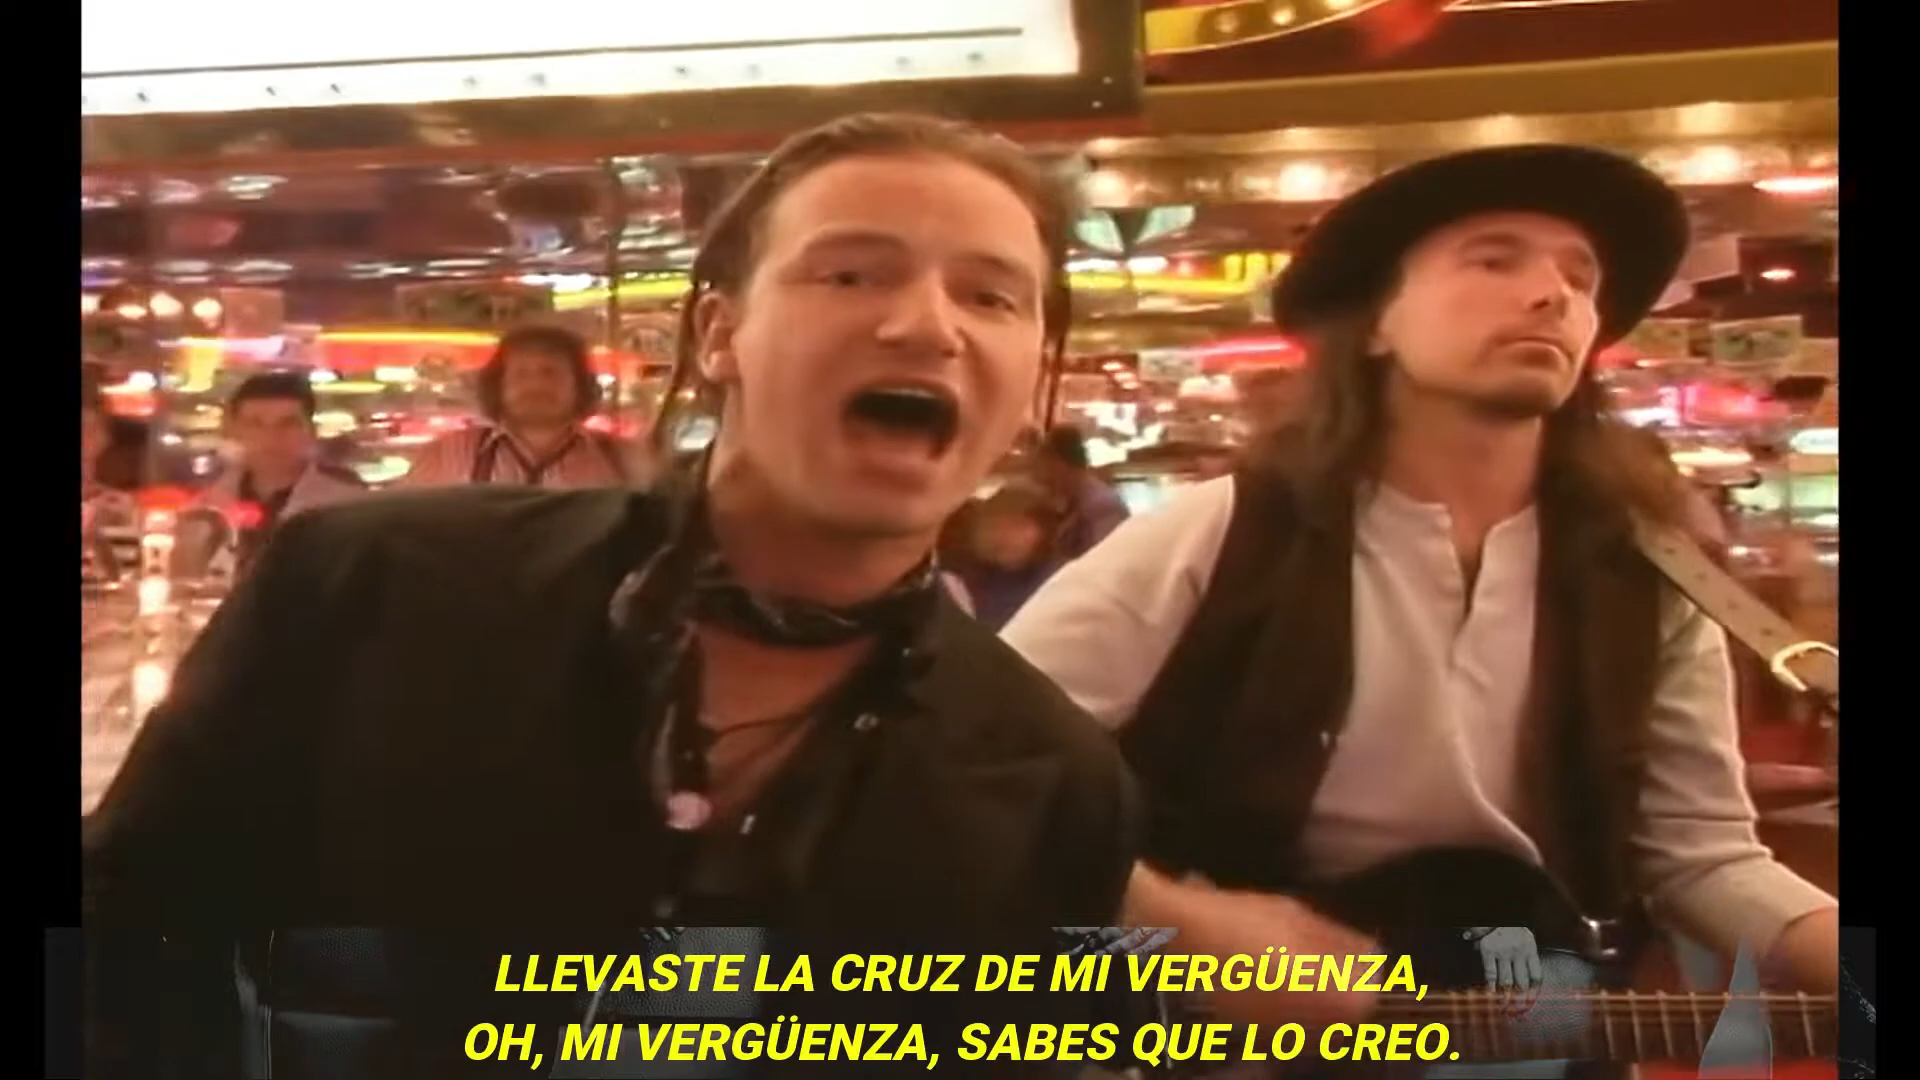 LLEVASTE LA CRUZ DE MI VERGÜENZA,
OH, MI VERGÜENZA, SABES QUE LO CREO.